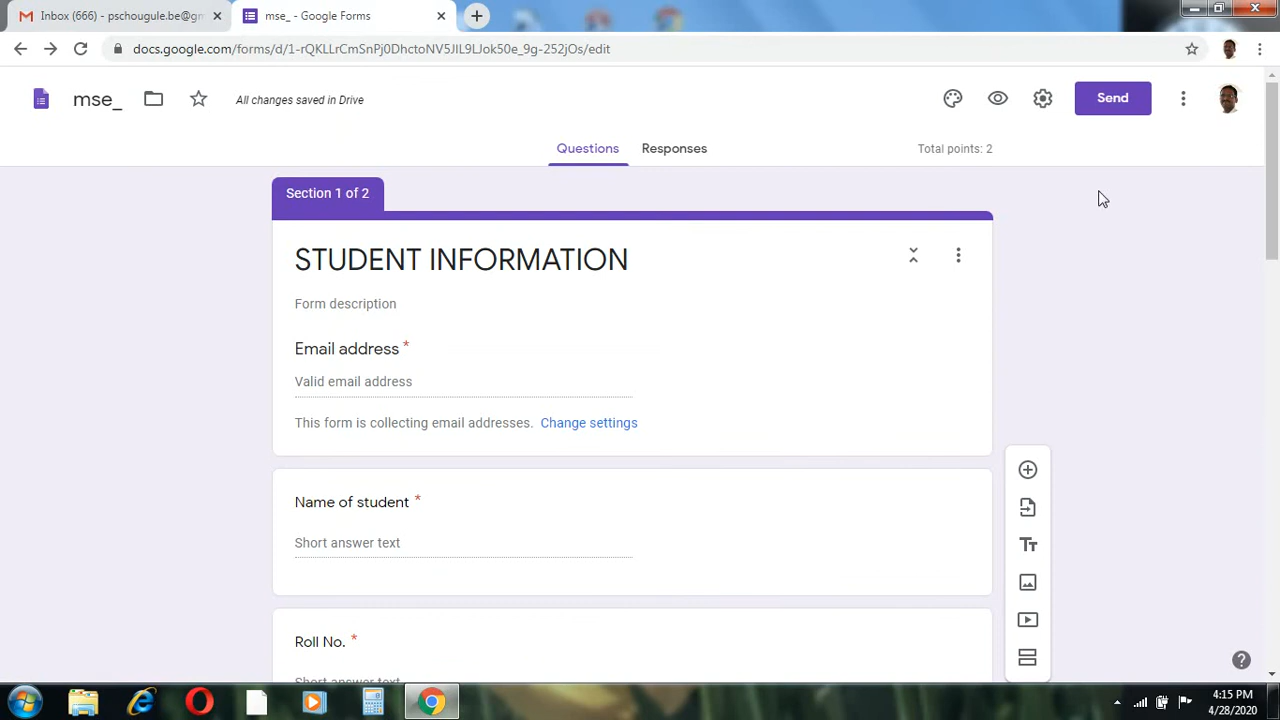 Inbox (666) - pschougule.be@gm
mse_ - Google Forms
docs.google.com/forms/d/1-rQKLLrCmSnPj0DhctoNV5JIL9LJok50e_9g-252jOs/edit
mse_
All changes saved in Drive
Send
Questions
Responses
Total points: 2
Section 1 of 2
STUDENT INFORMATION
Form description
Email address *
Valid email address
This form is collecting email addresses. Change settings
Name of student *
Short answer text
Roll No. *
Short answer text
4:15 PM
4/28/2020